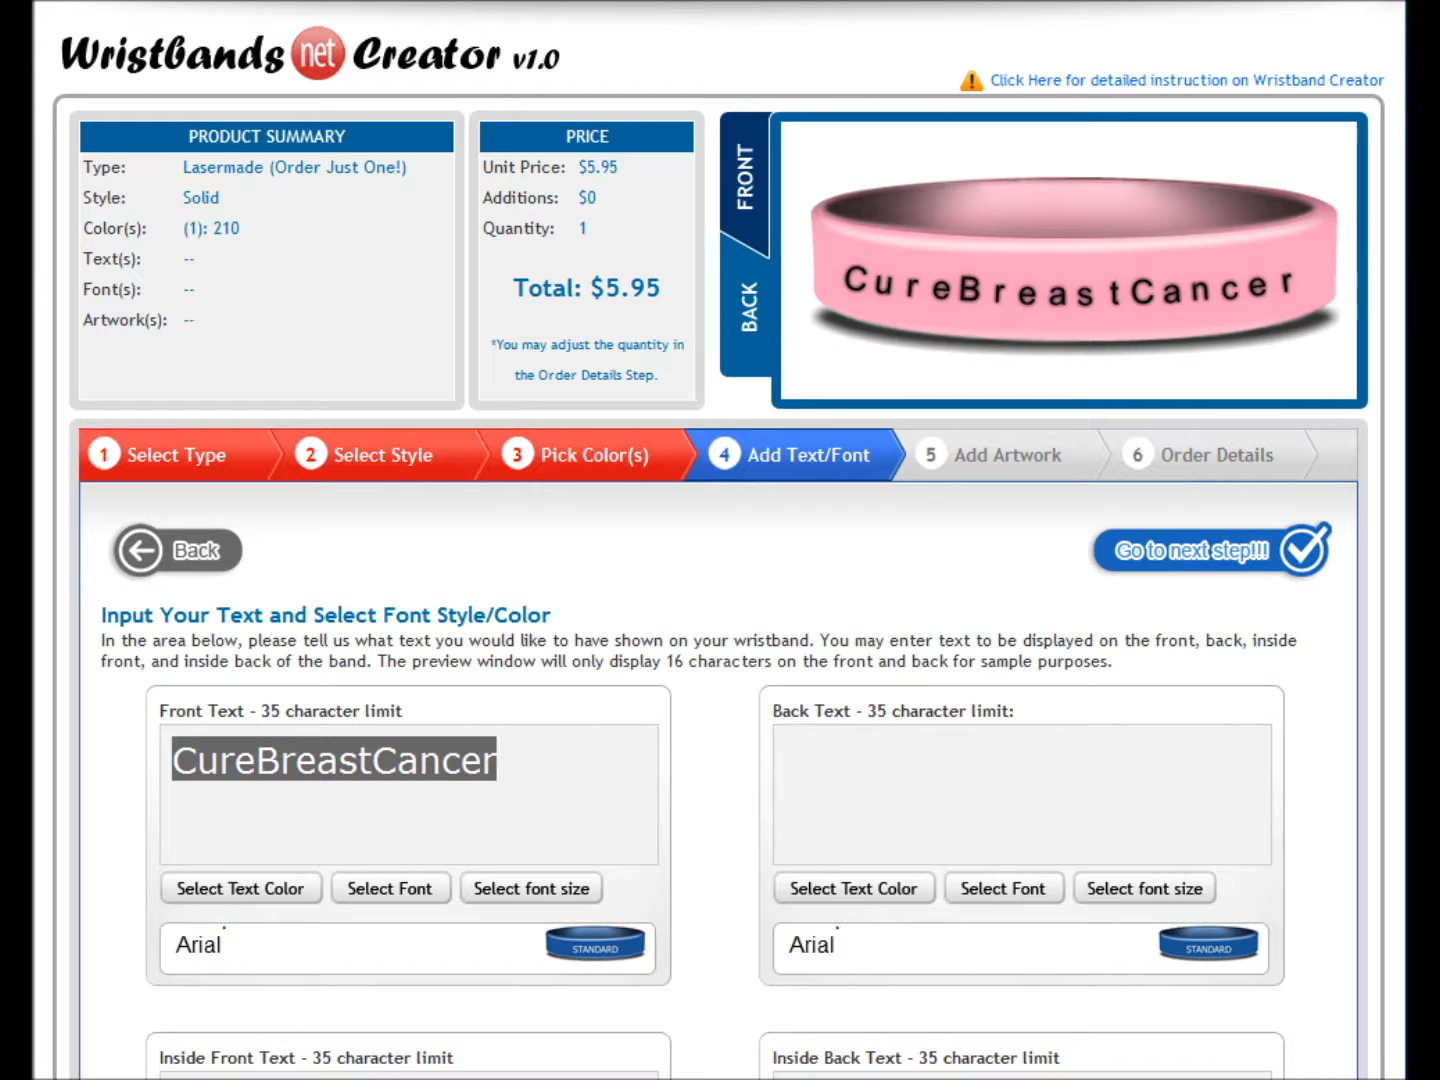 Wristbands net Creator v1.0
Click Here for detailed instruction on Wristband Creator
PRODUCT SUMMARY
Type: Lasermade (Order Just One!)
Style: Solid
Color(s): (1): 210
Text(s): --
Font(s): --
Artwork(s): --
PRICE
Unit Price: $5.95
Additions: $0
Quantity: 1
Total: $5.95
*You may adjust the quantity in
the Order Details Step.
FRONT
BACK
CureBreastCancer
1 Select Type
2 Select Style
3 Pick Color(s)
4 Add Text/Font
5 Add Artwork
6 Order Details
Back
Go to next step!!!
Input Your Text and Select Font Style/Color
In the area below, please tell us what text you would like to have shown on your wristband. You may enter text to be displayed on the front, back, inside
front, and inside back of the band. The preview window will only display 16 characters on the front and back for sample purposes.
Front Text - 35 character limit
CureBreastCancer
Select Text Color
Select Font
Select font size
Arial
STANDARD
Back Text - 35 character limit:
Select Text Color
Select Font
Select font size
Arial
STANDARD
Inside Front Text - 35 character limit
Inside Back Text - 35 character limit